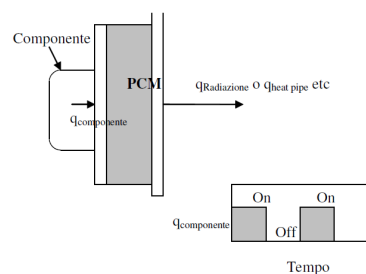 Componente
PCM
qRadiazione o qheat pipe etc
qcomponente
On On
qcomponente
Off
Tempo